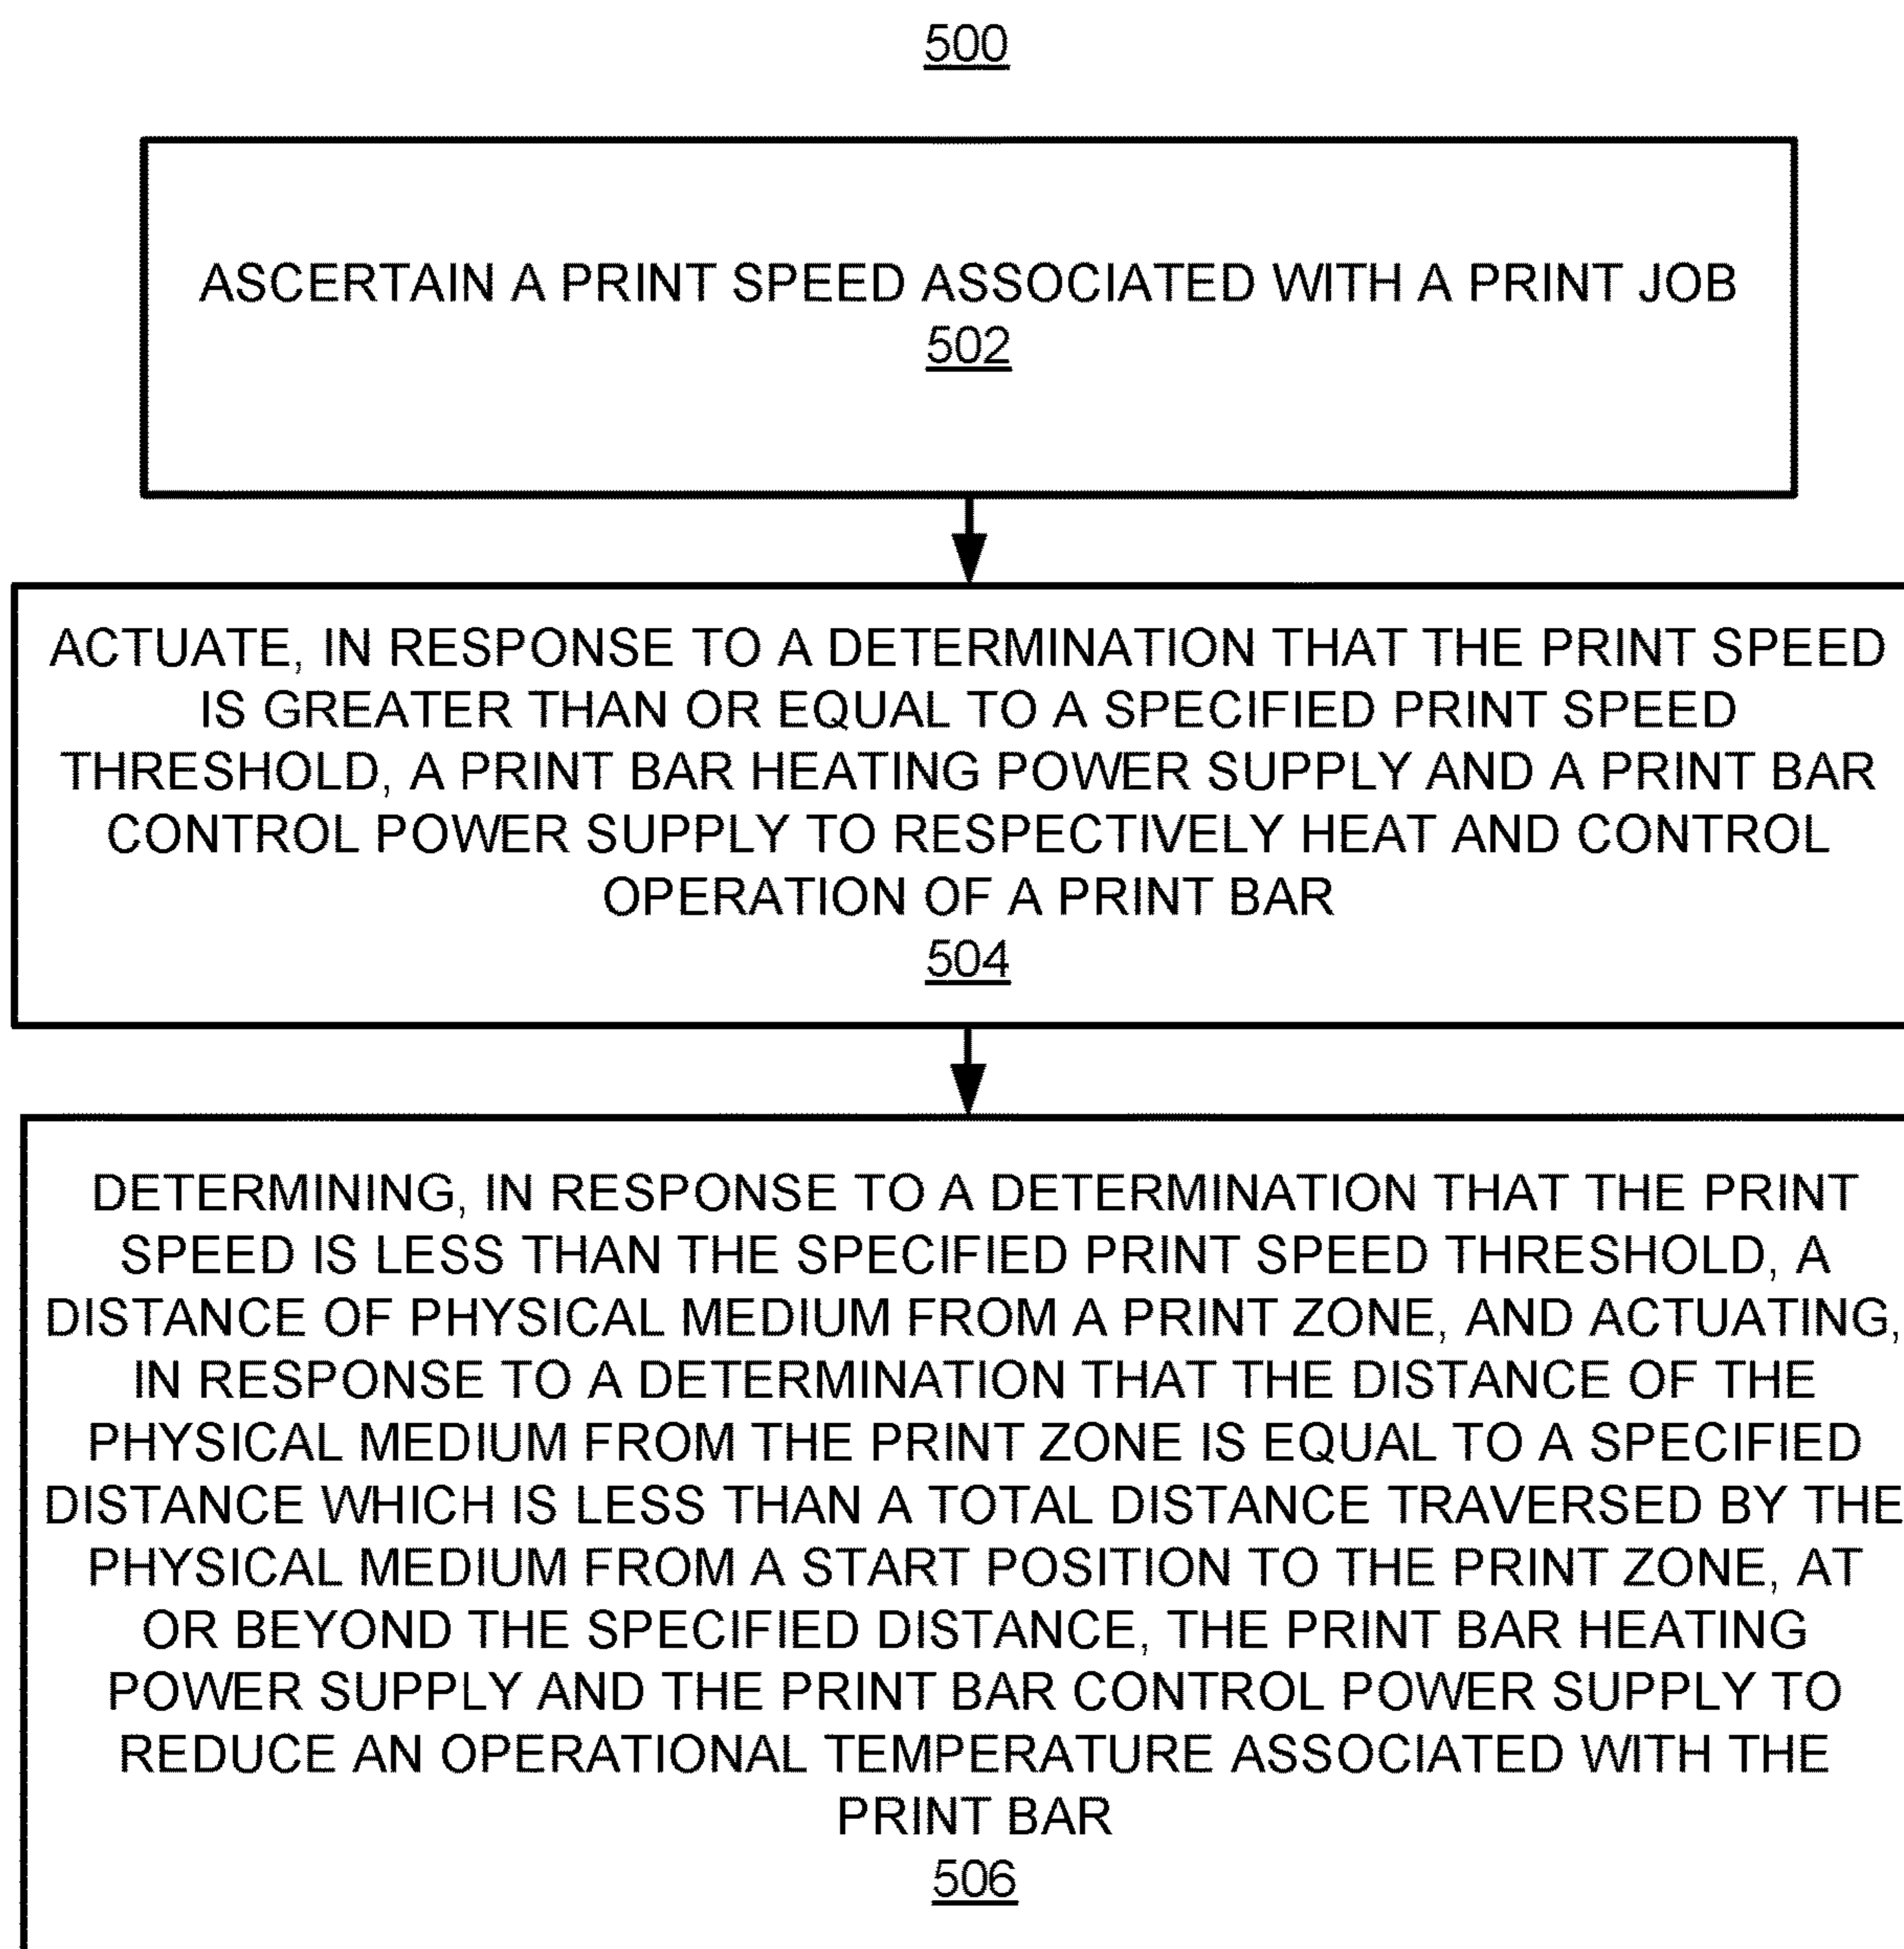 500
ASCERTAIN A PRINT SPEED ASSOCIATED WITH A PRINT JOB
502
ACTUATE, IN RESPONSE TO A DETERMINATION THAT THE PRINT SPEED
IS GREATER THAN OR EQUAL TO A SPECIFIED PRINT SPEED
THRESHOLD, A PRINT BAR HEATING POWER SUPPLY AND A PRINT BAR
CONTROL POWER SUPPLY TO RESPECTIVELY HEAT AND CONTROL
OPERATION OF A PRINT BAR
504
DETERMINING, IN RESPONSE TO A DETERMINATION THAT THE PRINT
SPEED IS LESS THAN THE SPECIFIED PRINT SPEED THRESHOLD, A
DISTANCE OF PHYSICAL MEDIUM FROM A PRINT ZONE, AND ACTUATING,
IN RESPONSE TO A DETERMINATION THAT THE DISTANCE OF THE
PHYSICAL MEDIUM FROM THE PRINT ZONE IS EQUAL TO A SPECIFIED
DISTANCE WHICH IS LESS THAN A TOTAL DISTANCE TRAVERSED BY THE
PHYSICAL MEDIUM FROM A START POSITION TO THE PRINT ZONE, AT
OR BEYOND THE SPECIFIED DISTANCE, THE PRINT BAR HEATING
POWER SUPPLY AND THE PRINT BAR CONTROL POWER SUPPLY TO
REDUCE AN OPERATIONAL TEMPERATURE ASSOCIATED WITH THE
PRINT BAR
506